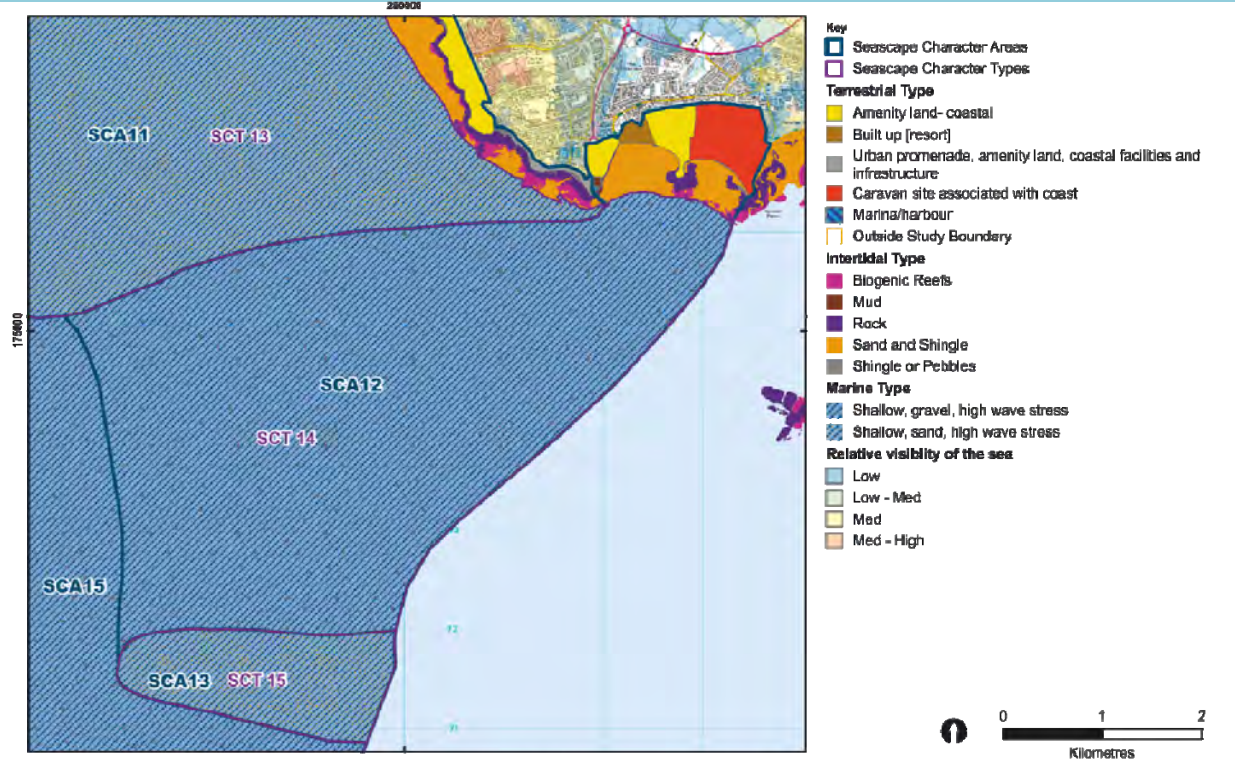 Key
Seascape Character Areas
Seascape Character Types
Terrestrial Type
Amenity land- coastal
Built up [resort]
Urban promenade, amenity land, coastal facilities and
infrastructure
Caravan site associated with coast
Marina/harbour
Outside Study Boundary
Intertidal Type
Biogenic Reefs
Mud
Rock
Sand and Shingle
Shingle or Pebbles
Marine Type
Shallow, gravel, high wave stress
Shallow, sand, high wave stress
Relative visiblity of the sea
Low
Low - Med
Med
Med - High
SCA11
SCT 13
175000
SCA12
SCT 14
SCA15
SCA13
SCT 15
0 1 2
Kilometres